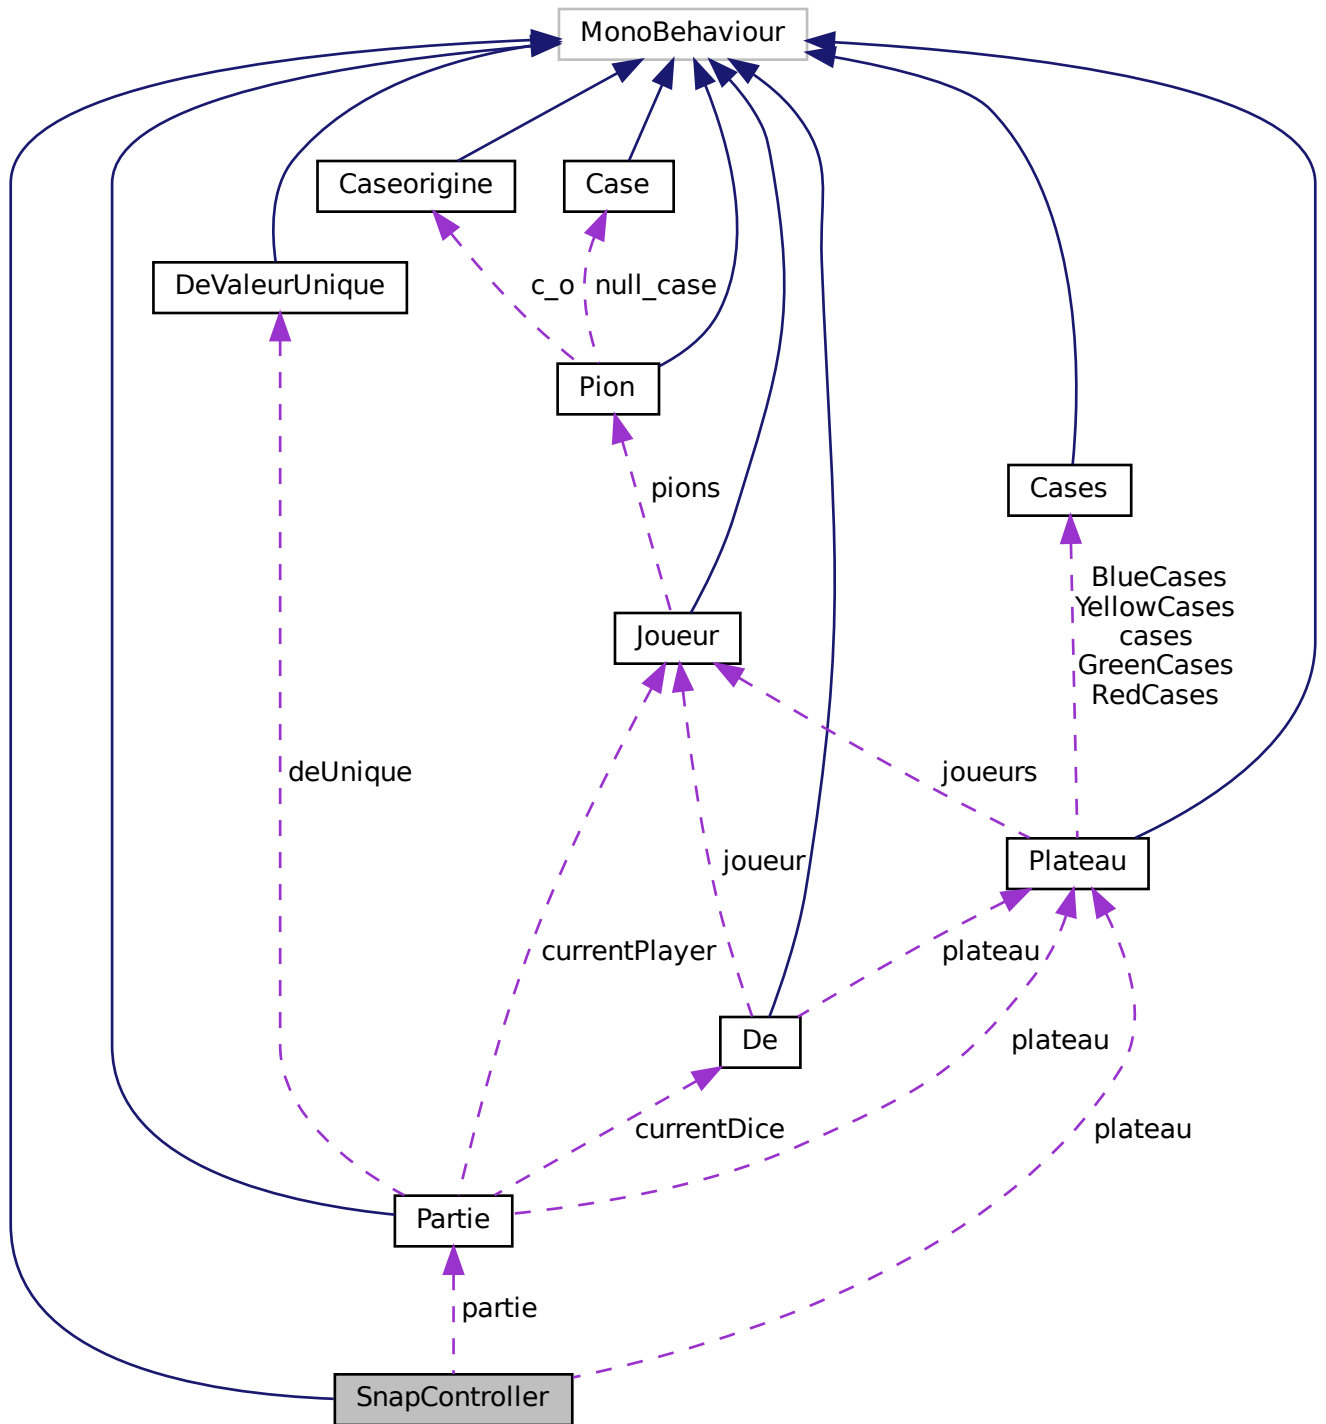 MonoBehaviour
Caseorigine
Case
DeValeurUnique
c_o
null_case
Pion
pions
Cases
BlueCases
YellowCases
cases
GreenCases
RedCases
Joueur
deUnique
joueurs
joueur
Plateau
currentPlayer
plateau
De
plateau
currentDice
plateau
Partie
partie
SnapController